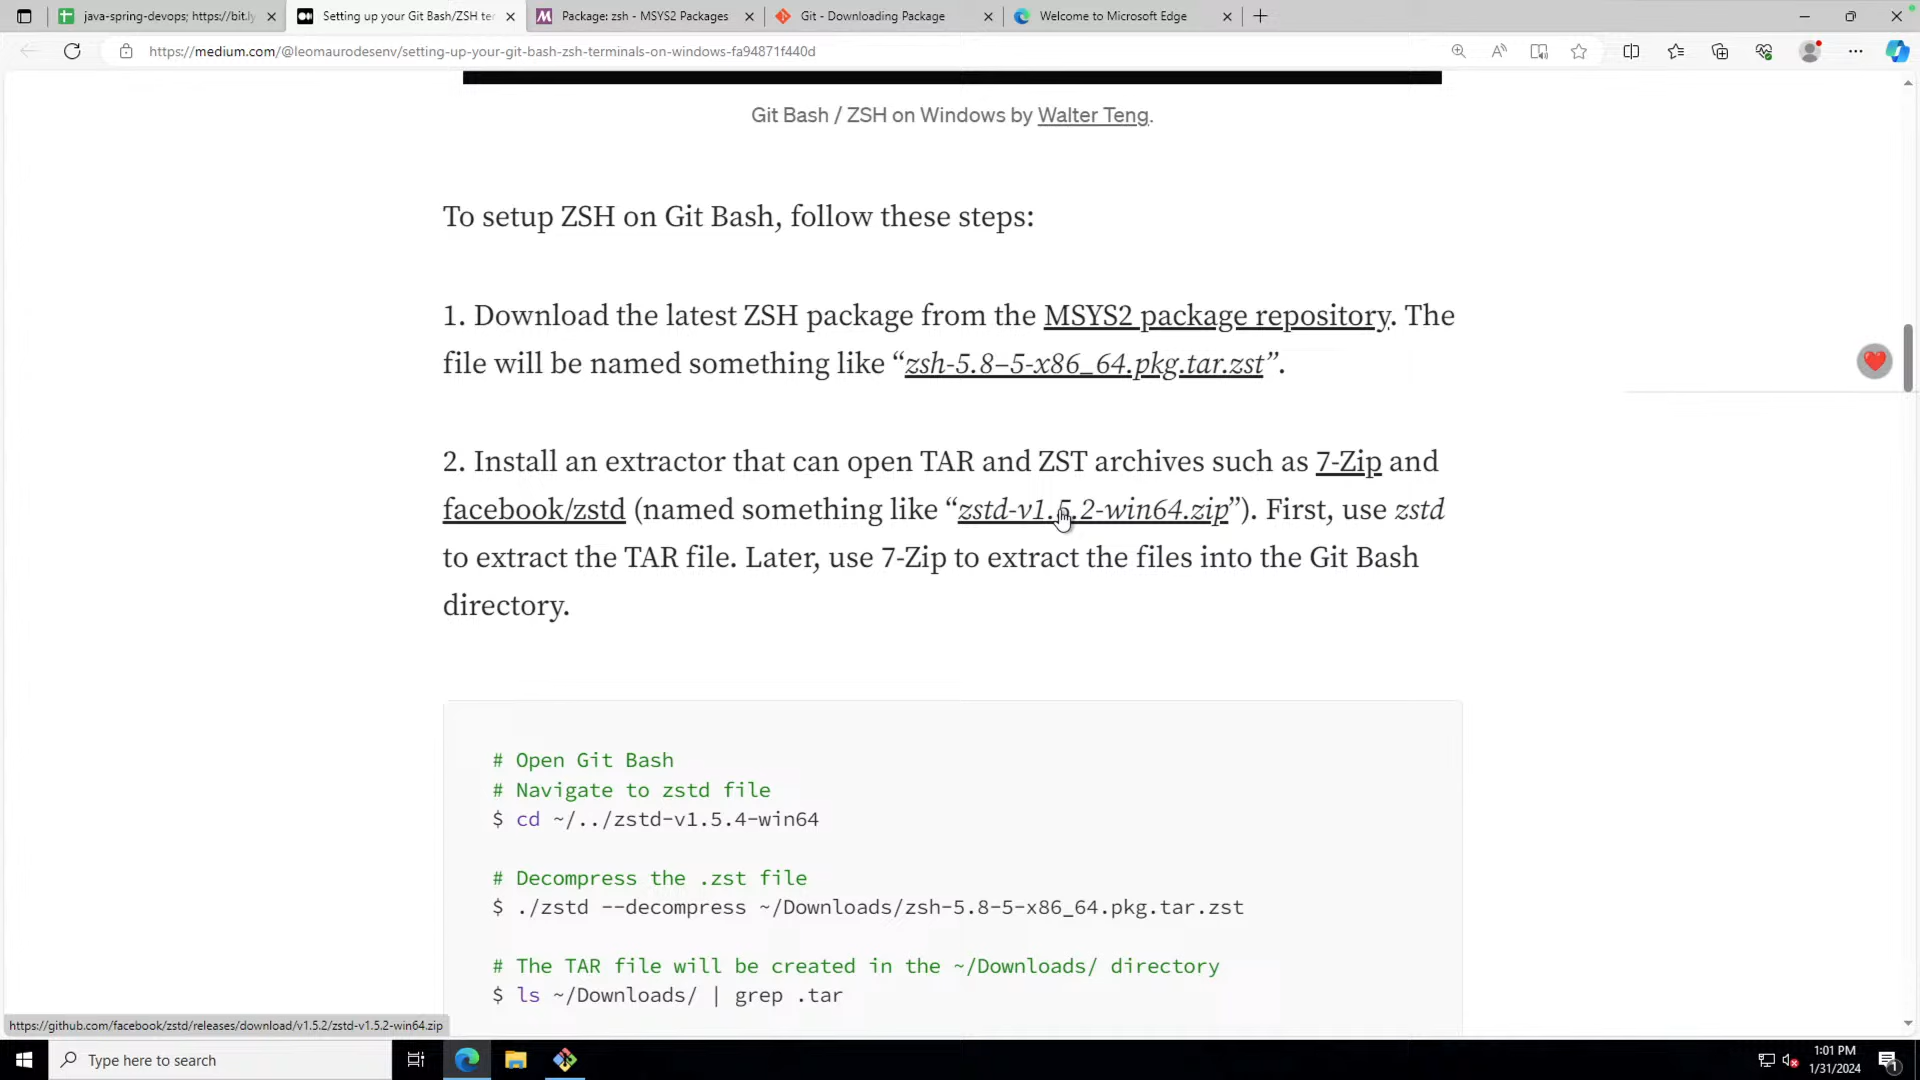 java-spring-devops; https://bit.ly
Setting up your Git Bash/ZSH ter
Package: zsh - MSYS2 Packages
Git - Downloading Package
Welcome to Microsoft Edge
https://medium.com/@leomaurodesenv/setting-up-your-git-bash-zsh-terminals-on-windows-fa94871f440d
Git Bash / ZSH on Windows by Walter Teng.
To setup ZSH on Git Bash, follow these steps:
1. Download the latest ZSH package from the MSYS2 package repository. The
file will be named something like “zsh-5.8–5-x86_64.pkg.tar.zst”.
2. Install an extractor that can open TAR and ZST archives such as 7-Zip and
facebook/zstd (named something like “zstd-v1.5.2-win64.zip”). First, use zstd
to extract the TAR file. Later, use 7-Zip to extract the files into the Git Bash
directory.
# Open Git Bash
# Navigate to zstd file
$ cd ~/../zstd-v1.5.4-win64
# Decompress the .zst file
$ ./zstd --decompress ~/Downloads/zsh-5.8-5-x86_64.pkg.tar.zst
# The TAR file will be created in the ~/Downloads/ directory
$ ls ~/Downloads/ | grep .tar
https://github.com/facebook/zstd/releases/download/v1.5.2/zstd-v1.5.2-win64.zip
Type here to search
1:01 PM
1/31/2024
1